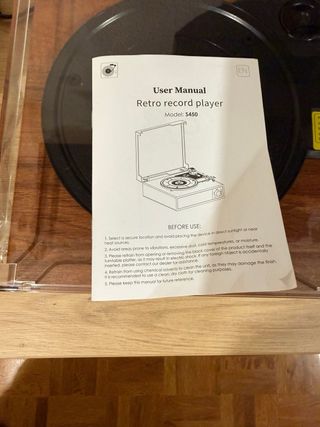 EN
User Manual
Retro record player
Model: S450
BEFORE USE:
1. Select a secure location and avoid placing the device in direct sunlight or near
heat sources.
2. Avoid areas prone to vibrations, excessive dust, cold temperatures, or moisture.
3. Please refrain from opening or removing the back cover of the product itself and the
turntable platter, as it may result in electric shock. If any foreign object is accidentally
inserted, please contact our dealer for assistance.
4. Refrain from using chemical solvents to clean the unit, as they may damage the finish.
It is recommended to use a clean, dry cloth for cleaning purposes.
5. Please keep this manual for future reference.